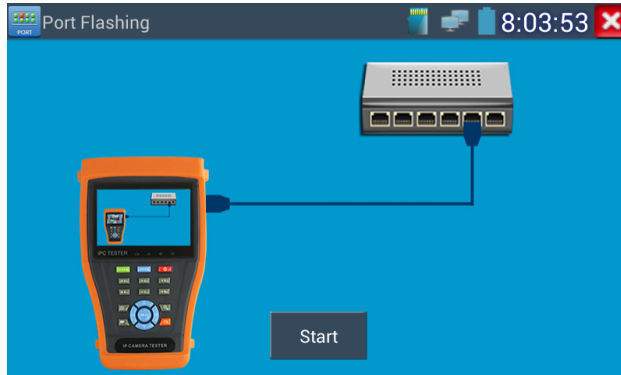 PORT
Port Flashing
8:03:53
IPC TESTER
IP CAMERA TESTER
Start